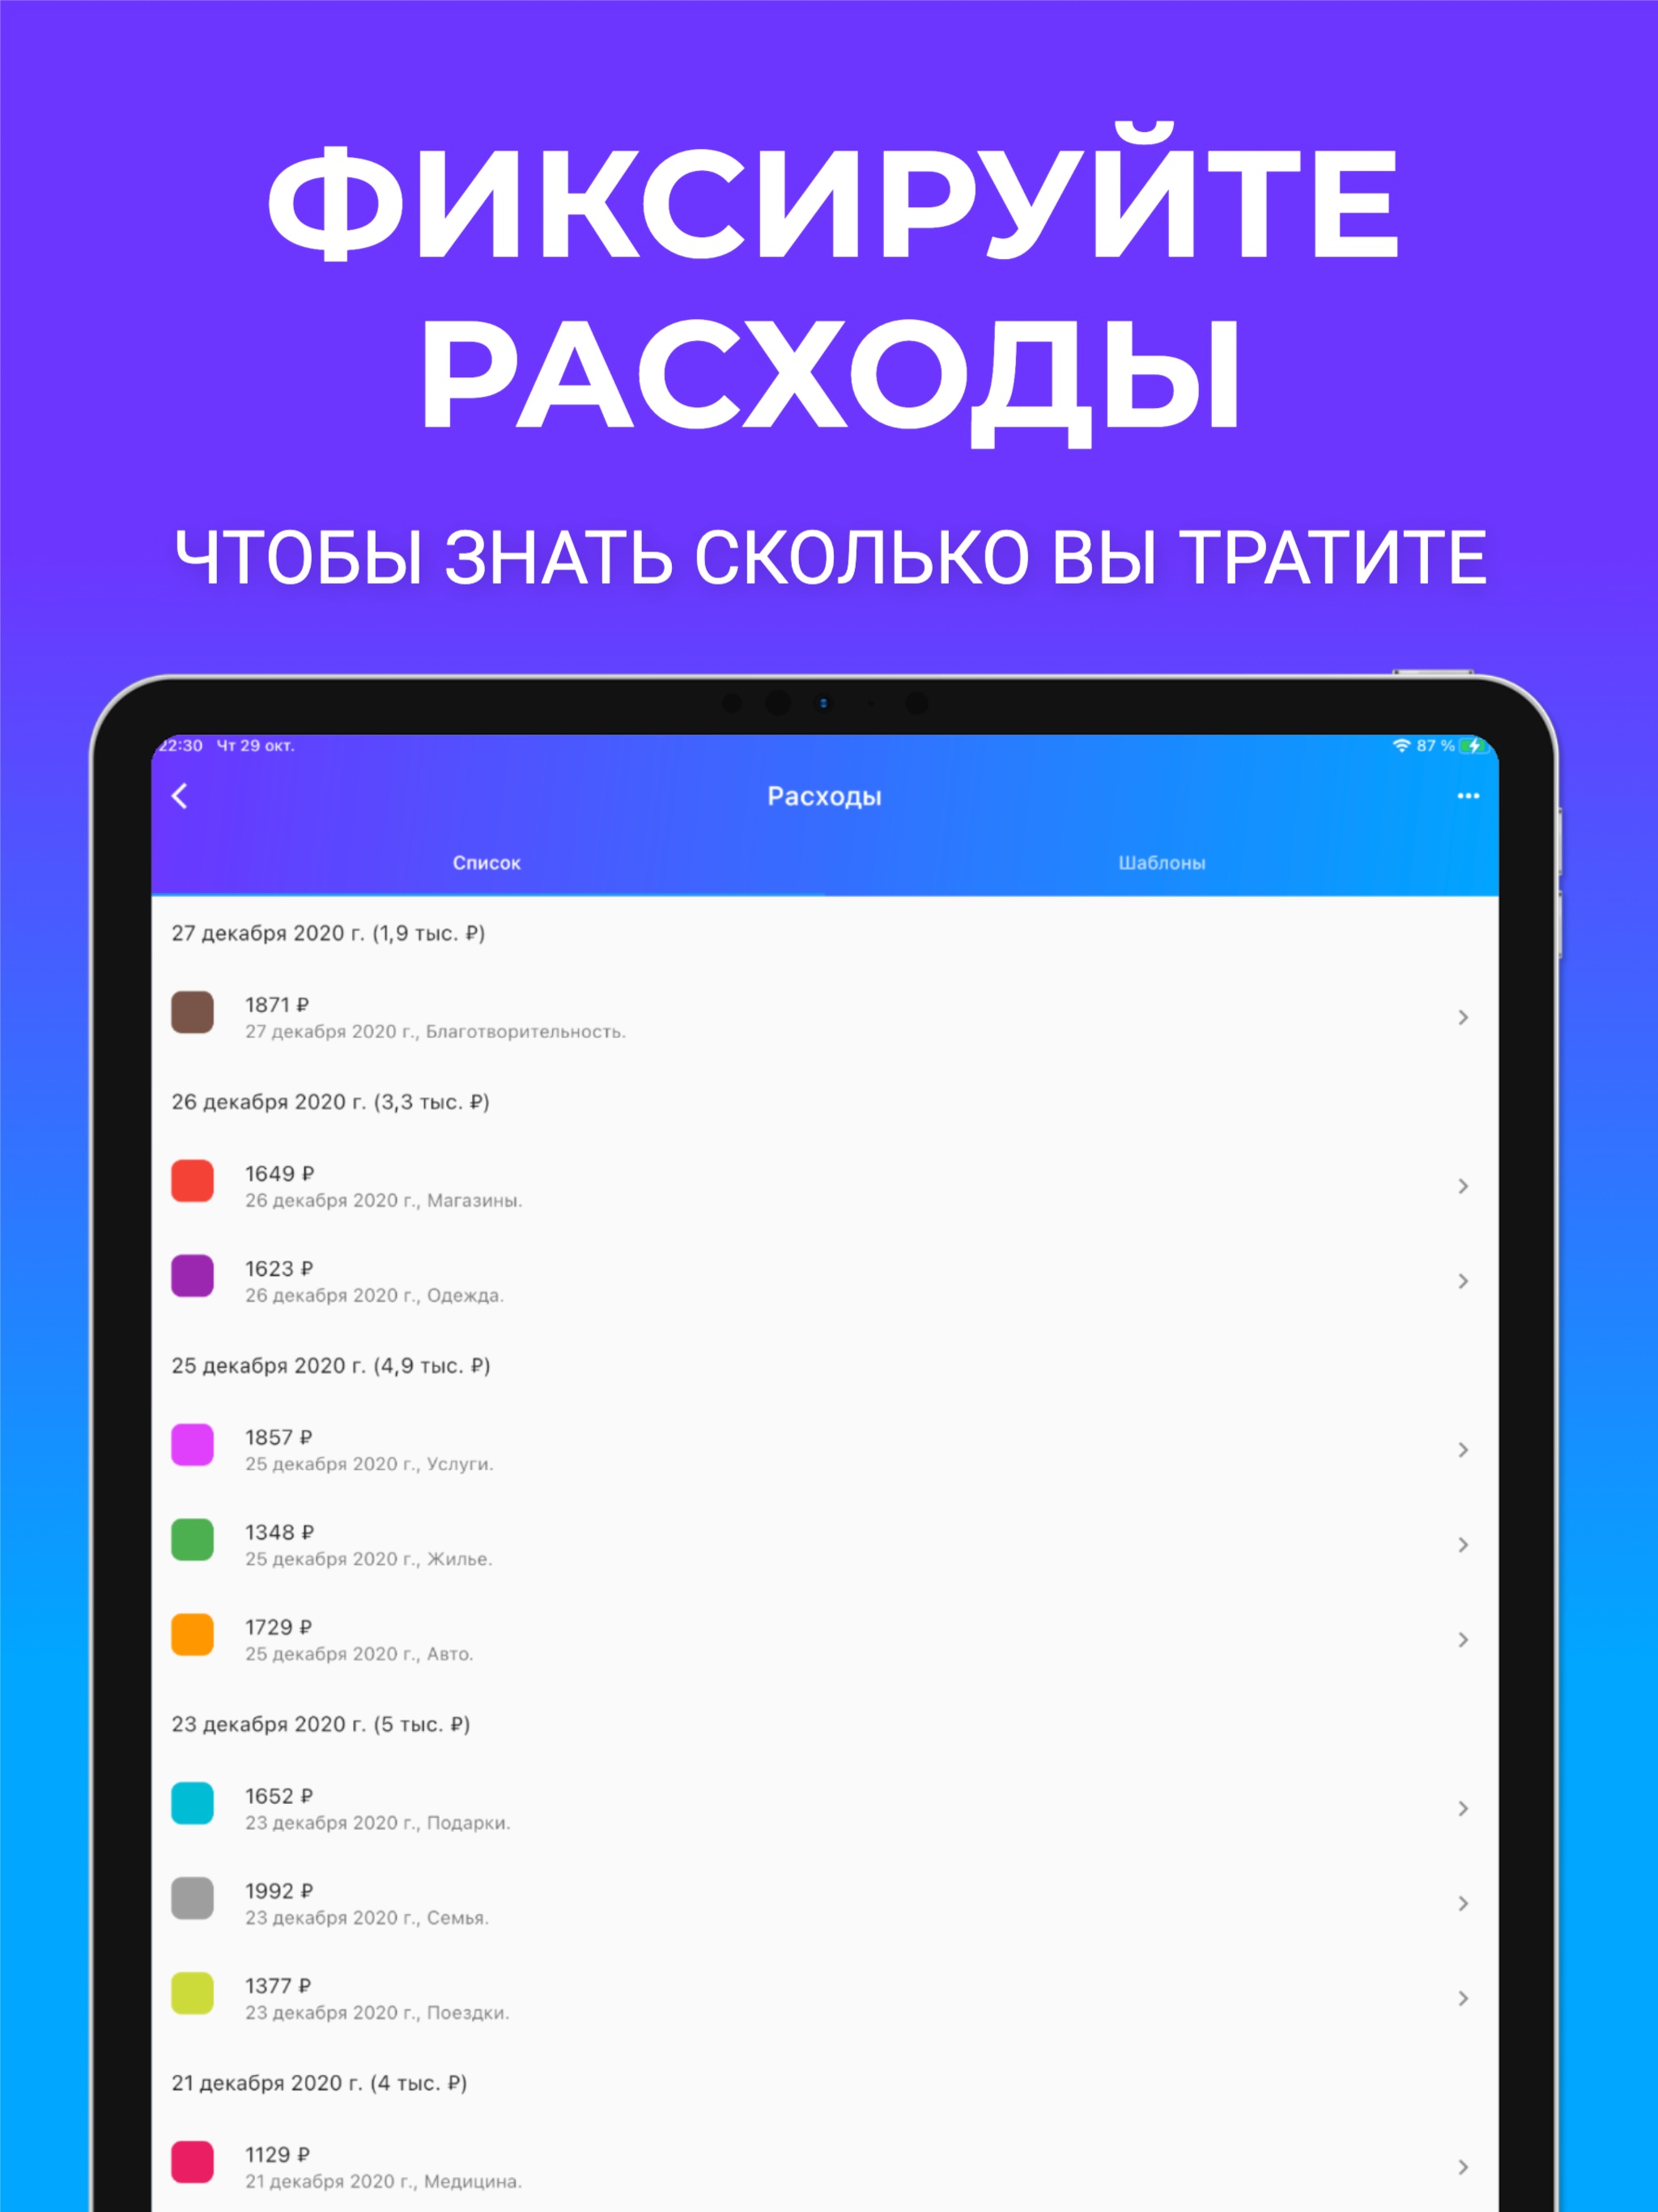 ФИКСИРУЙТЕ
РАСХОДЫ
ЧТОБЫ ЗНАТЬ СКОЛЬКО ВЫ ТРАТИТЕ
22:30 Чт 29 окт. 87 %
Расходы
Список Шаблоны
27 декабря 2020 г. (1,9 тыс. ₽)
1871 ₽
27 декабря 2020 г., Благотворительность.
26 декабря 2020 г. (3,3 тыс. ₽)
1649 ₽
26 декабря 2020 г., Магазины.
1623 ₽
26 декабря 2020 г., Одежда.
25 декабря 2020 г. (4,9 тыс. ₽)
1857 ₽
25 декабря 2020 г., Услуги.
1348 ₽
25 декабря 2020 г., Жилье.
1729 ₽
25 декабря 2020 г., Авто.
23 декабря 2020 г. (5 тыс. ₽)
1652 ₽
23 декабря 2020 г., Подарки.
1992 ₽
23 декабря 2020 г., Семья.
1377 ₽
23 декабря 2020 г., Поездки.
21 декабря 2020 г. (4 тыс. ₽)
1129 ₽
21 декабря 2020 г., Медицина.